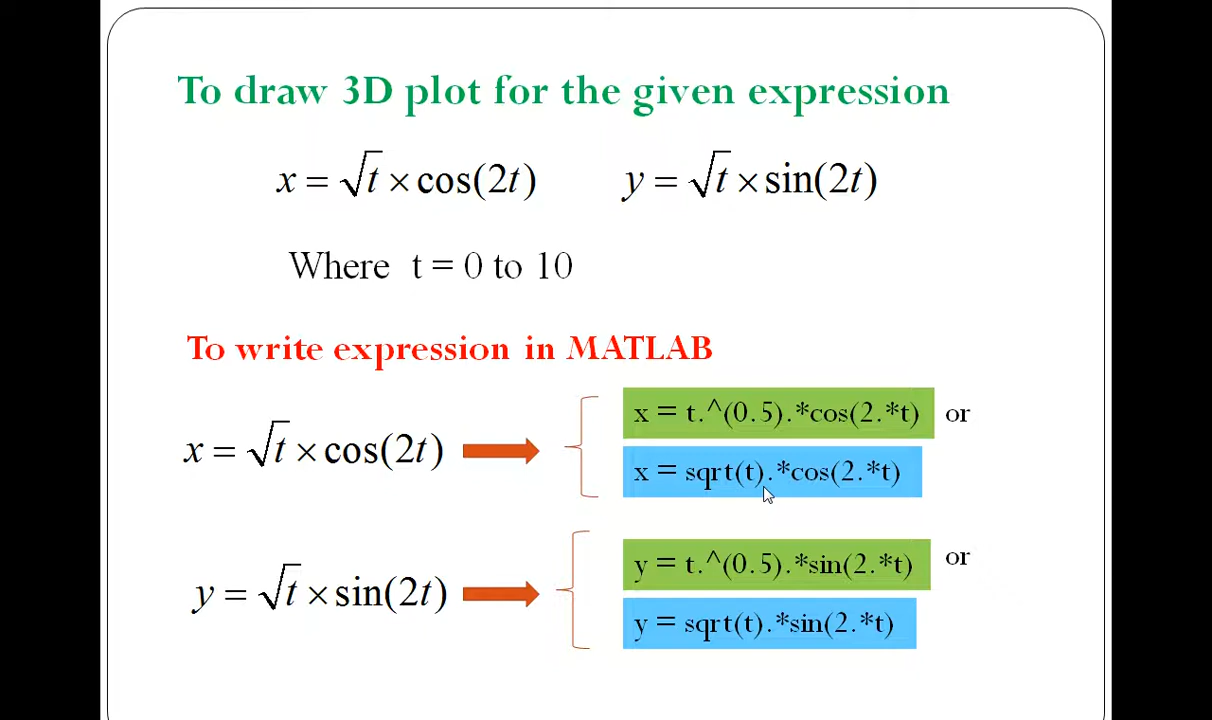 To draw 3D plot for the given expression
x = √t × cos(2t) y = √t × sin(2t)
Where t = 0 to 10
To write expression in MATLAB
x = √t × cos(2t)
x = t.^(0.5).*cos(2.*t) or
x = sqrt(t).*cos(2.*t)
y = √t × sin(2t)
y = t.^(0.5).*sin(2.*t) or
y = sqrt(t).*sin(2.*t)